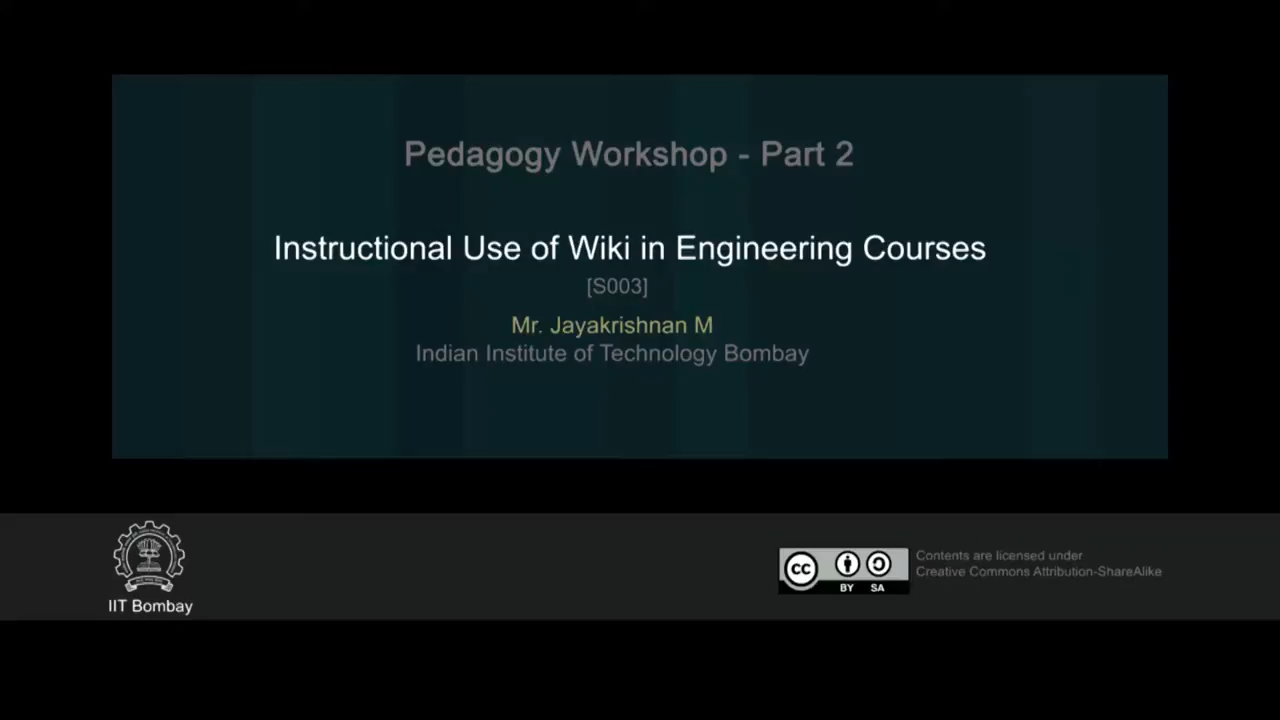 Pedagogy Workshop - Part 2
Instructional Use of Wiki in Engineering Courses
[S003]
Mr. Jayakrishnan M
Indian Institute of Technology Bombay
IIT Bombay
cc
BY SA
Contents are licensed under
Creative Commons Attribution-ShareAlike